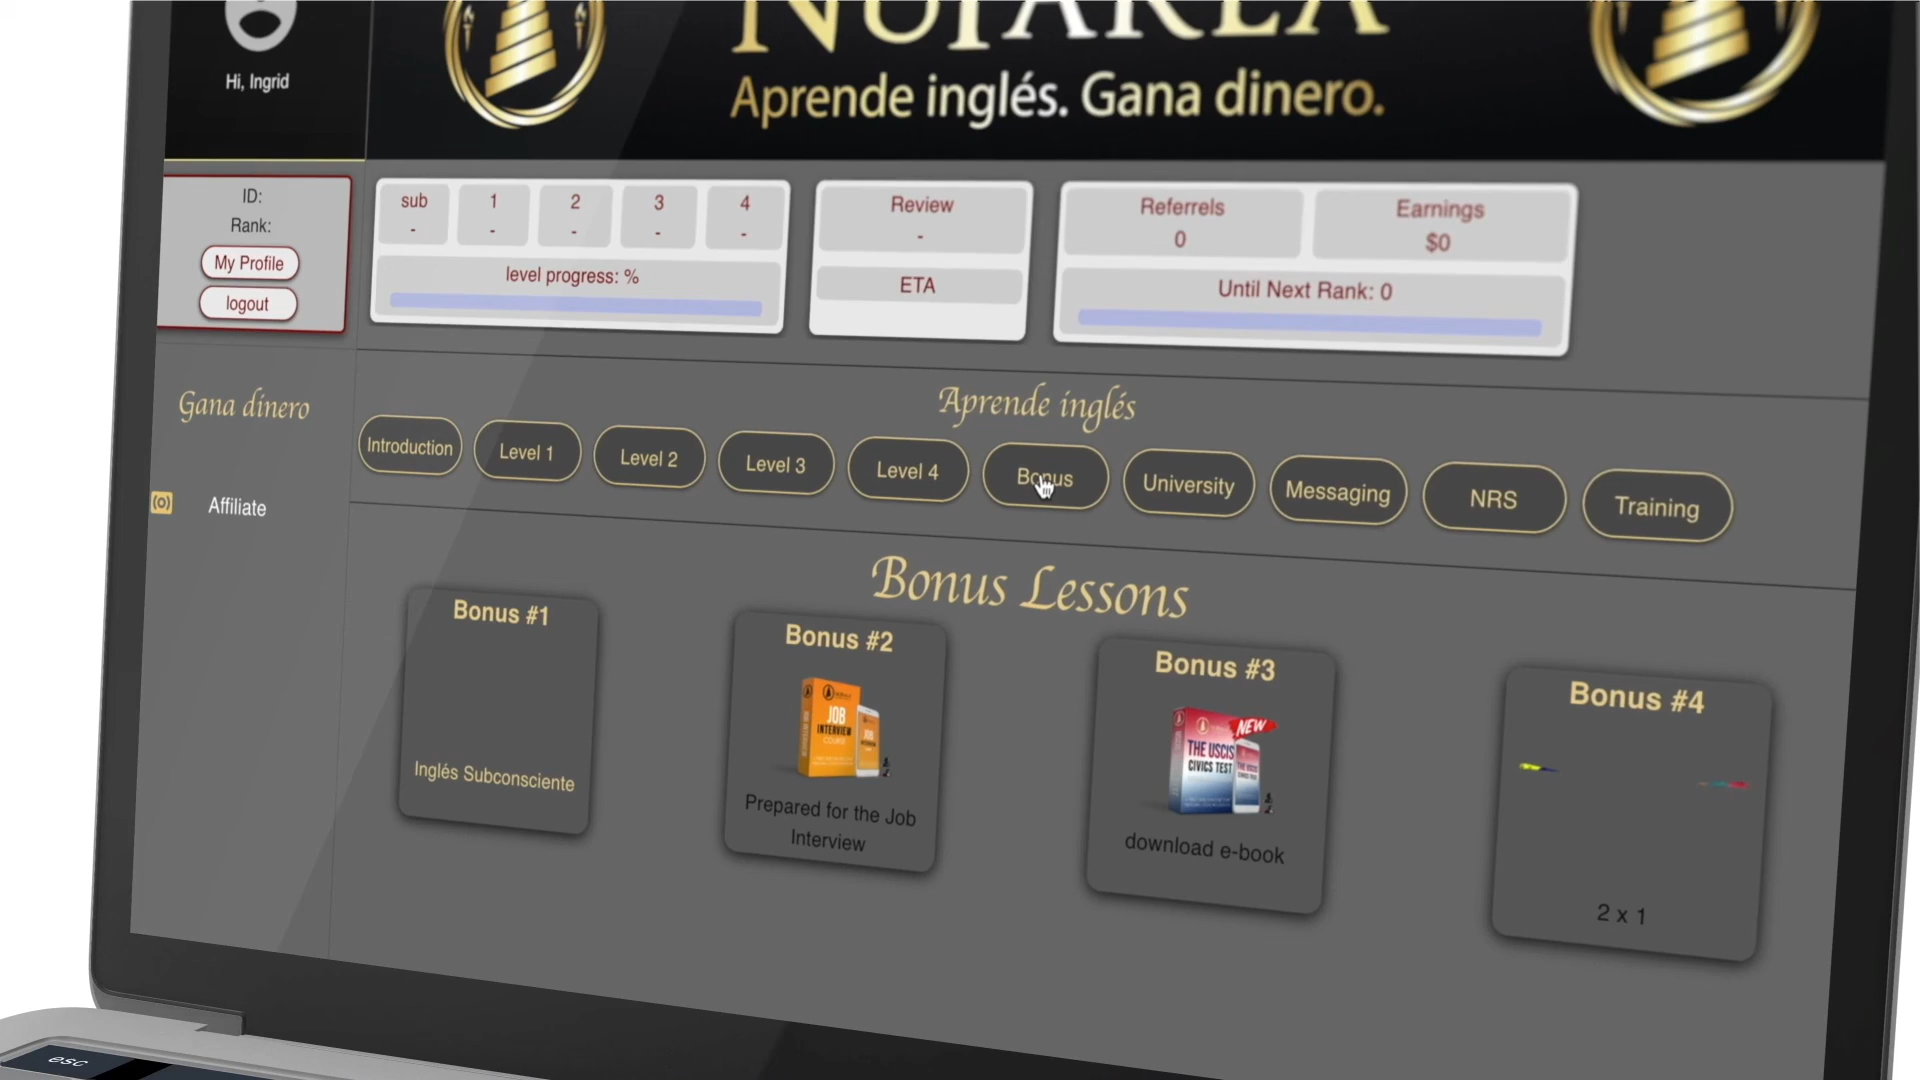 Hi, Ingrid
Aprende inglés. Gana dinero.
ID:
Rank:
My Profile
logout
sub
-
1
-
2
-
3
-
4
-
level progress: %
Review
-
ETA
Referrels
0
Earnings
$0
Until Next Rank: 0
Gana dinero
Affiliate
Aprende inglés
Introduction
Level 1
Level 2
Level 3
Level 4
Bonus
University
Messaging
NRS
Training
Bonus Lessons
Bonus #1
Inglés Subconsciente
Bonus #2
JOB
INTERVIEW
COURSE
JOB
Prepared for the Job
Interview
Bonus #3
NEW
THE USCIS
CIVICS TEST
download e-book
Bonus #4
2 x 1
esc